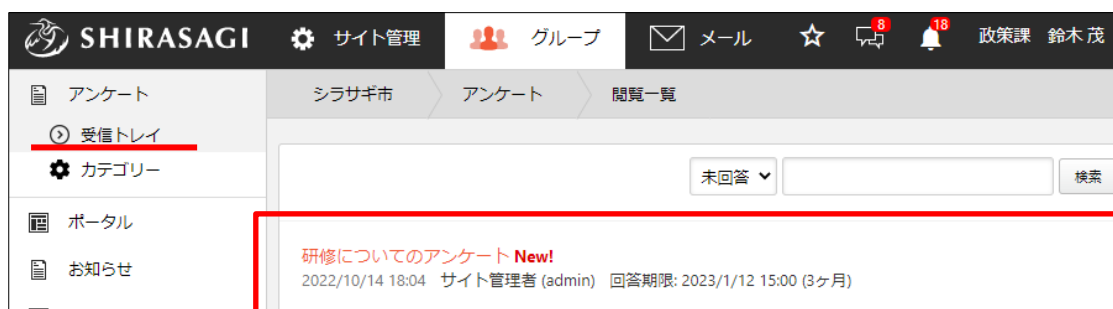 SHIRASAGI サイト管理 グループ メール 8 18 政策課 鈴木 茂
アンケート
受信トレイ
カテゴリー
ポータル
お知らせ
シラサギ市 アンケート 閲覧一覧
未回答 検索
研修についてのアンケート New!
2022/10/14 18:04 サイト管理者 (admin) 回答期限: 2023/1/12 15:00 (3ヶ月)